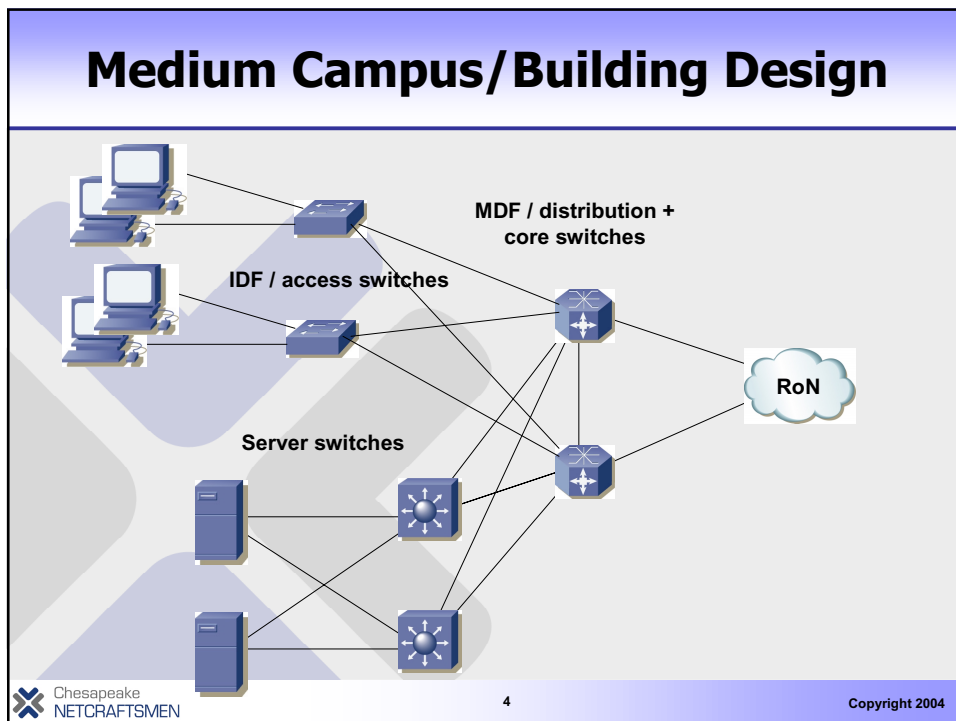 Medium Campus/Building Design
MDF / distribution +
core switches
IDF / access switches
RoN
Server switches
Chesapeake
NETCRAFTSMEN
4
Copyright 2004